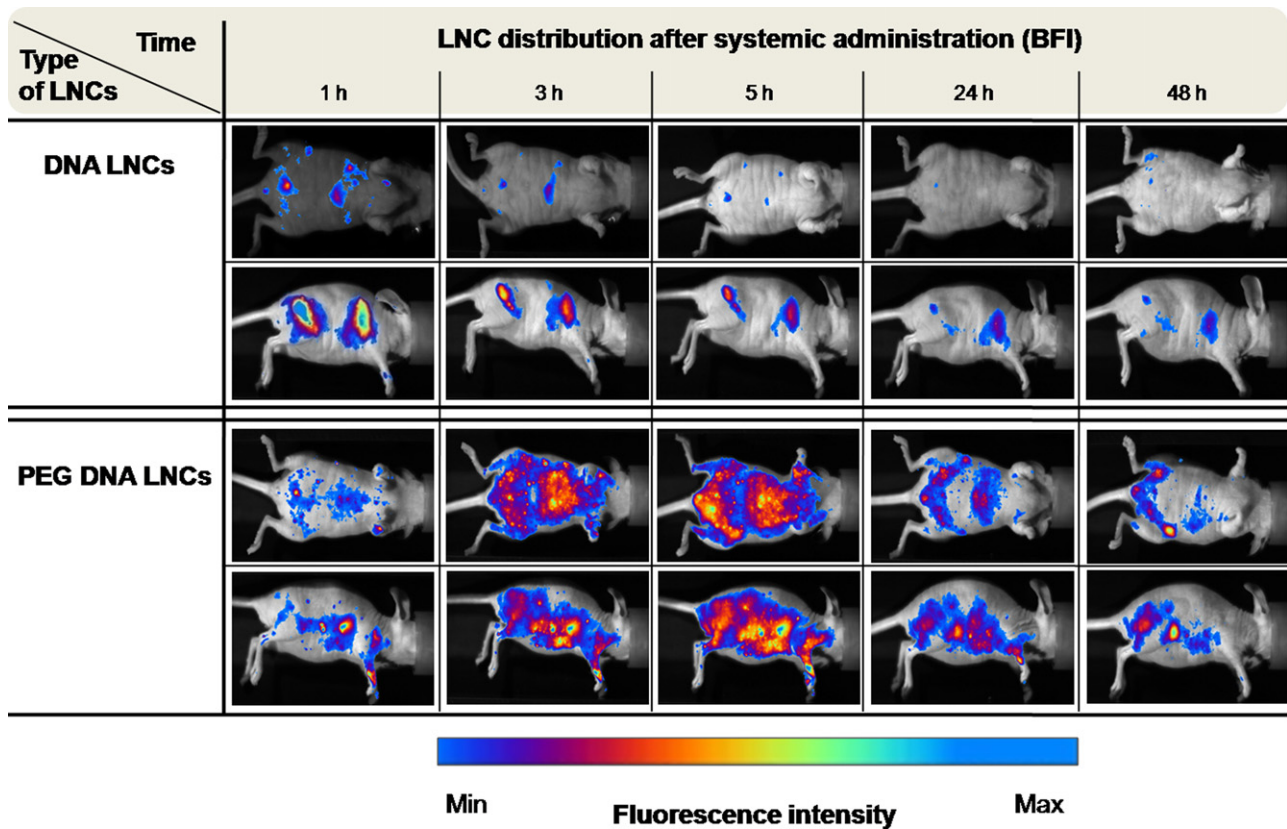 Time
Type
of LNCs
LNC distribution after systemic administration (BFI)
1 h 3 h 5 h 24 h 48 h
DNA LNCs
PEG DNA LNCs
Min Max
Fluorescence intensity